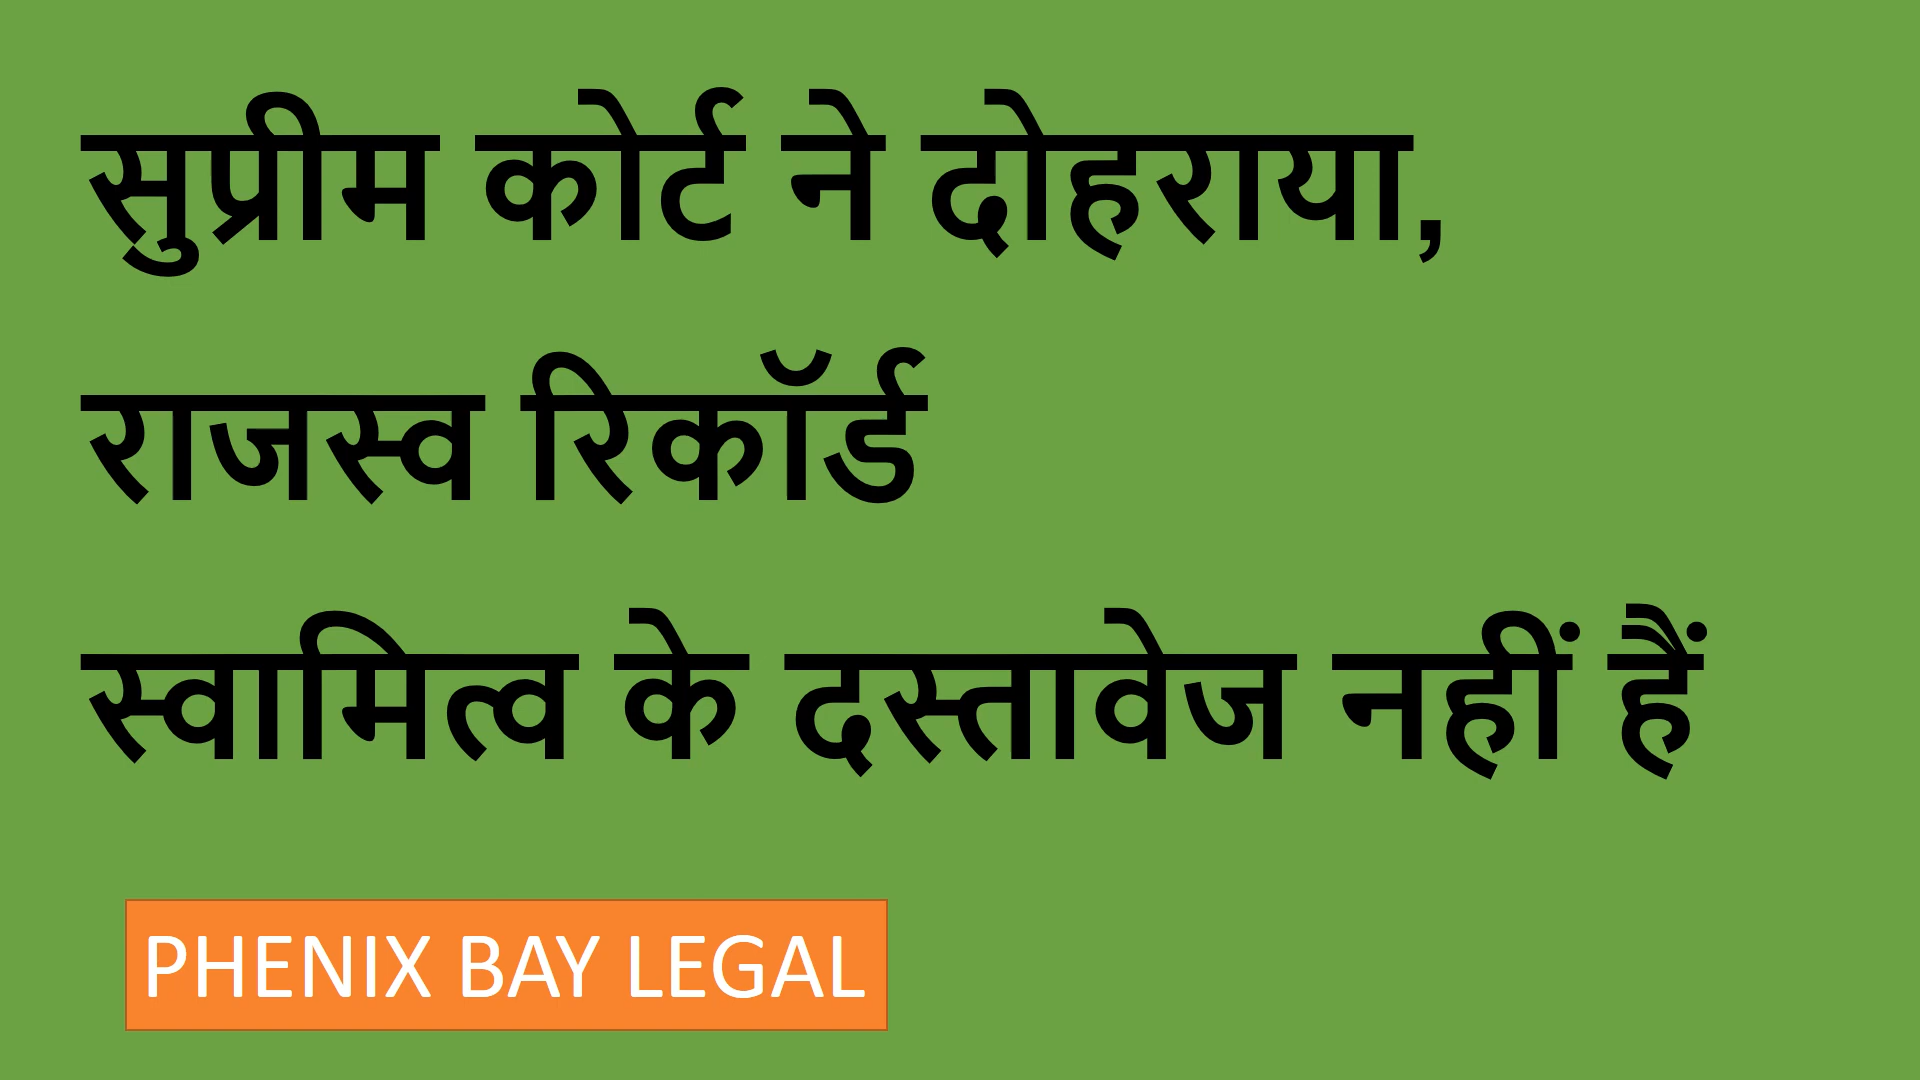 सुप्रीम कोर्ट ने दोहराया,
राजस्व रिकॉर्ड
स्वामित्व के दस्तावेज नहीं हैं
PHENIX BAY LEGAL